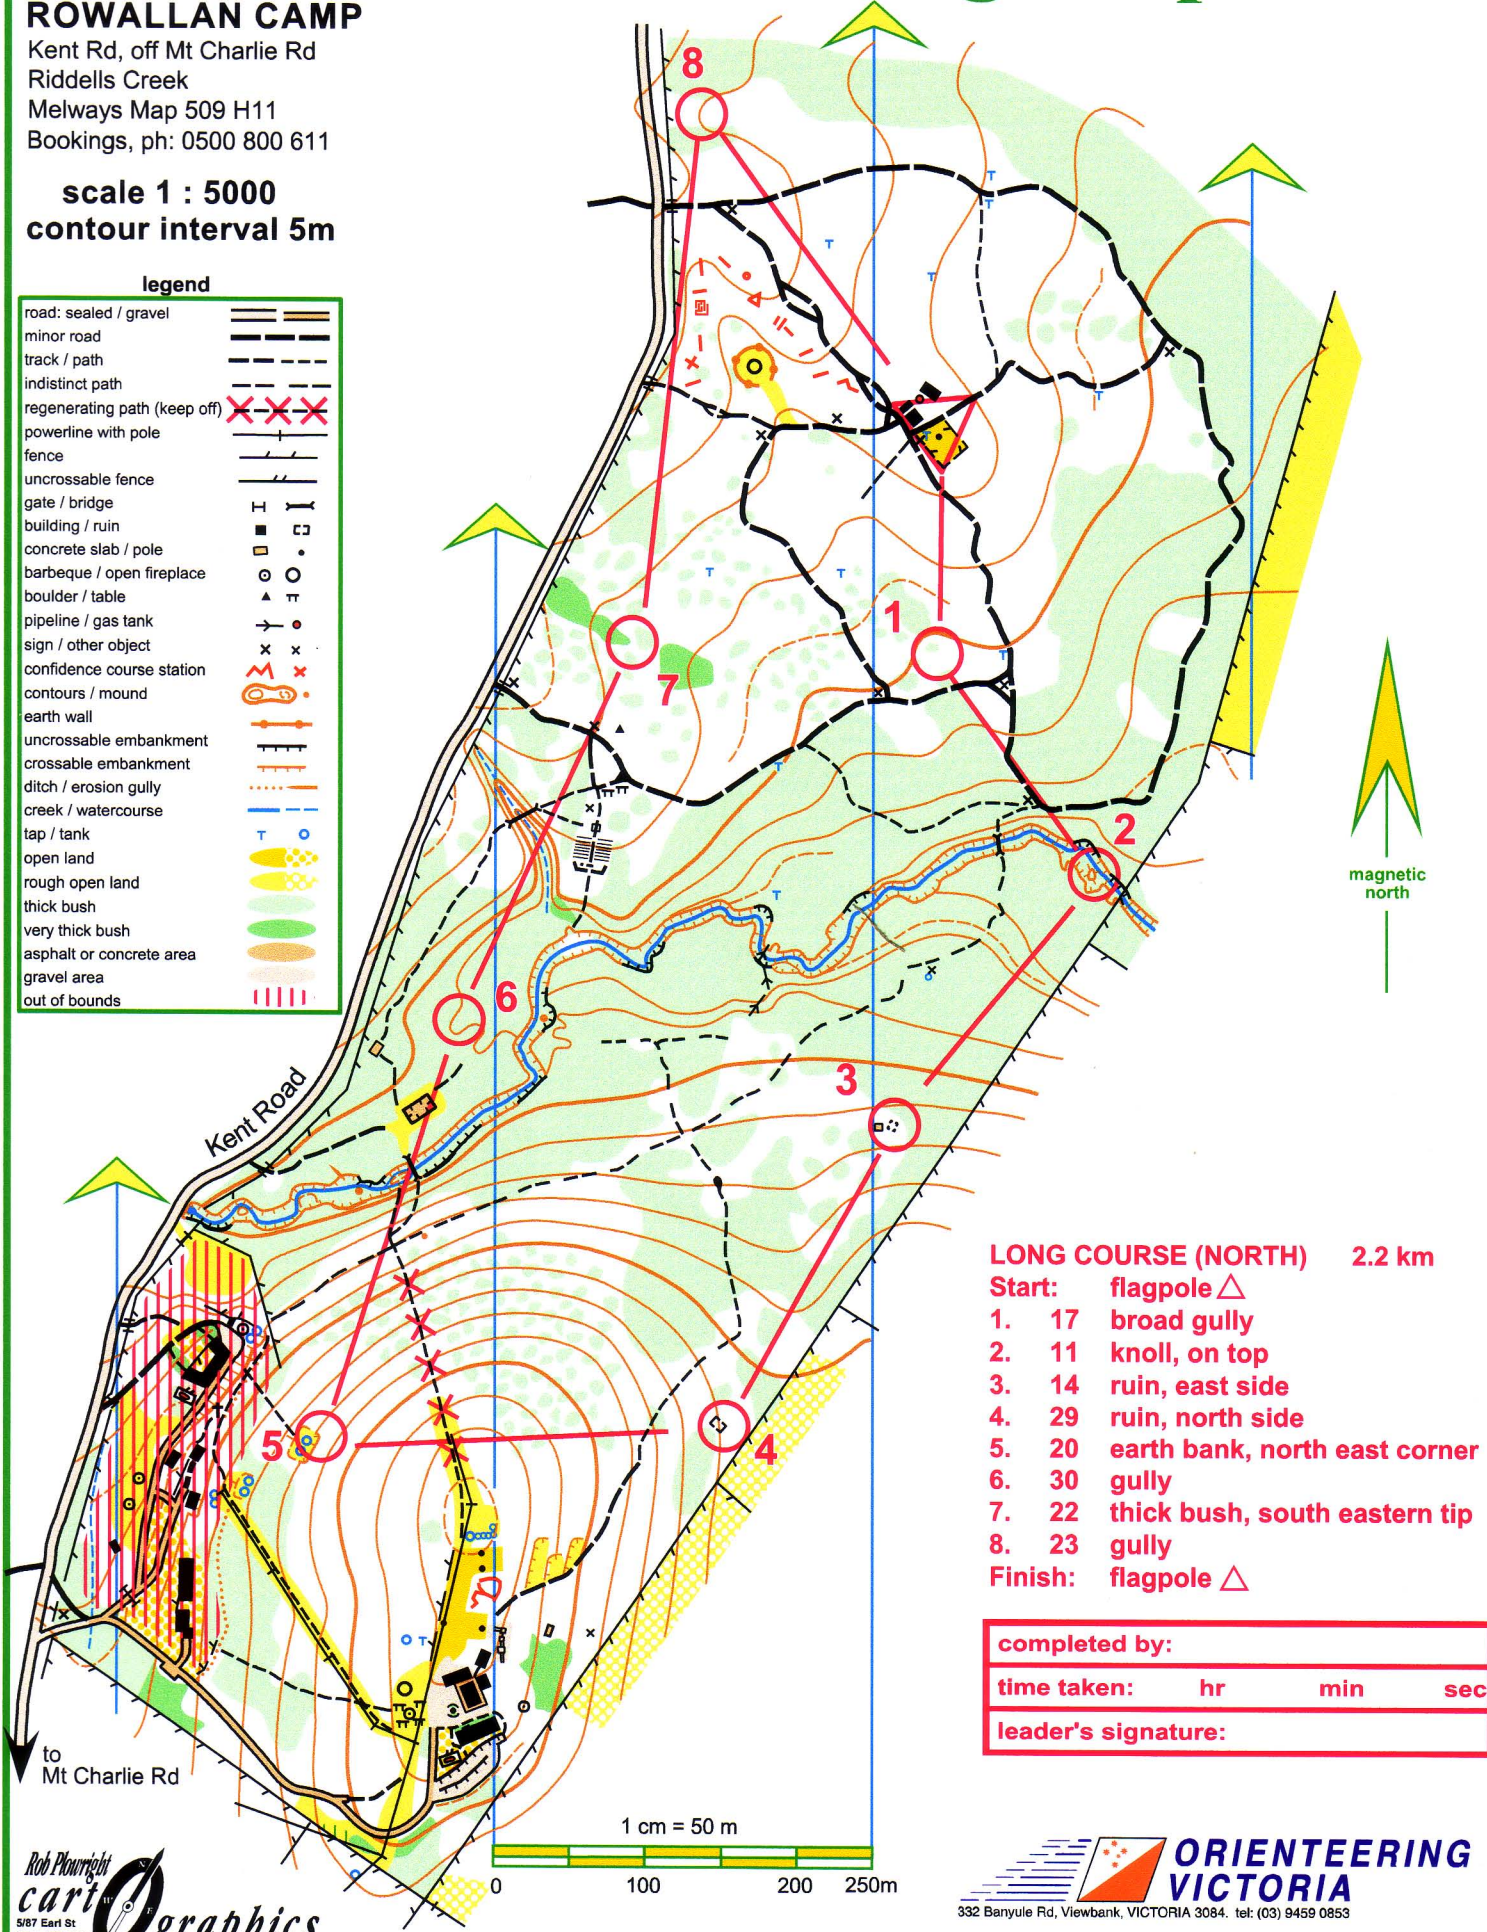 ROWALLAN CAMP
Kent Rd, off Mt Charlie Rd
Riddells Creek
Melways Map 509 H11
Bookings, ph: 0500 800 611
scale 1 : 5000
contour interval 5m
legend
road: sealed / gravel
minor road
track / path
indistinct path
regenerating path (keep off)
powerline with pole
fence
uncrossable fence
gate / bridge
building / ruin
concrete slab / pole
barbeque / open fireplace
boulder / table
pipeline / gas tank
sign / other object
confidence course station
contours / mound
earth wall
uncrossable embankment
crossable embankment
ditch / erosion gully
creek / watercourse
tap / tank
open land
rough open land
thick bush
very thick bush
asphalt or concrete area
gravel area
out of bounds
8
1
7
2
6
3
5
4
magnetic
north
Kent Road
to
Mt Charlie Rd
LONG COURSE (NORTH) 2.2 km
Start: flagpole
1. 17 broad gully
2. 11 knoll, on top
3. 14 ruin, east side
4. 29 ruin, north side
5. 20 earth bank, north east corner
6. 30 gully
7. 22 thick bush, south eastern tip
8. 23 gully
Finish: flagpole
completed by:
time taken: hr min sec
leader's signature:
1 cm = 50 m
0 100 200 250m
Rob Plowright
cart graphics
5/87 Earl St
ORIENTEERING
VICTORIA
332 Banyule Rd, Viewbank, VICTORIA 3084. tel: (03) 9459 0853